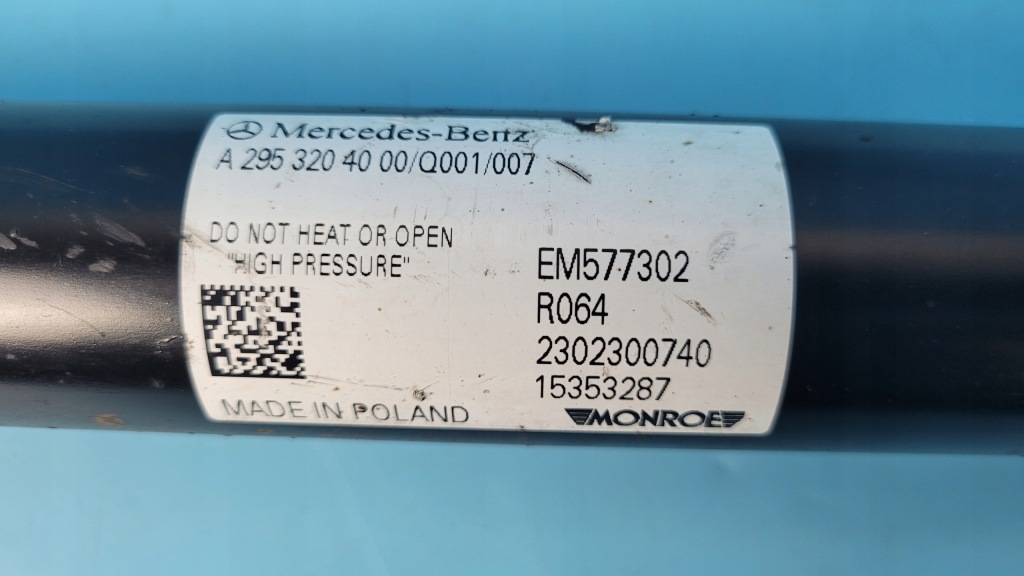 Mercedes-Benz
A 295 320 40 00/Q001/007
DO NOT HEAT OR OPEN
"HIGH PRESSURE"
EM577302
R064
2302300740
15353287
MADE IN POLAND
MONROE